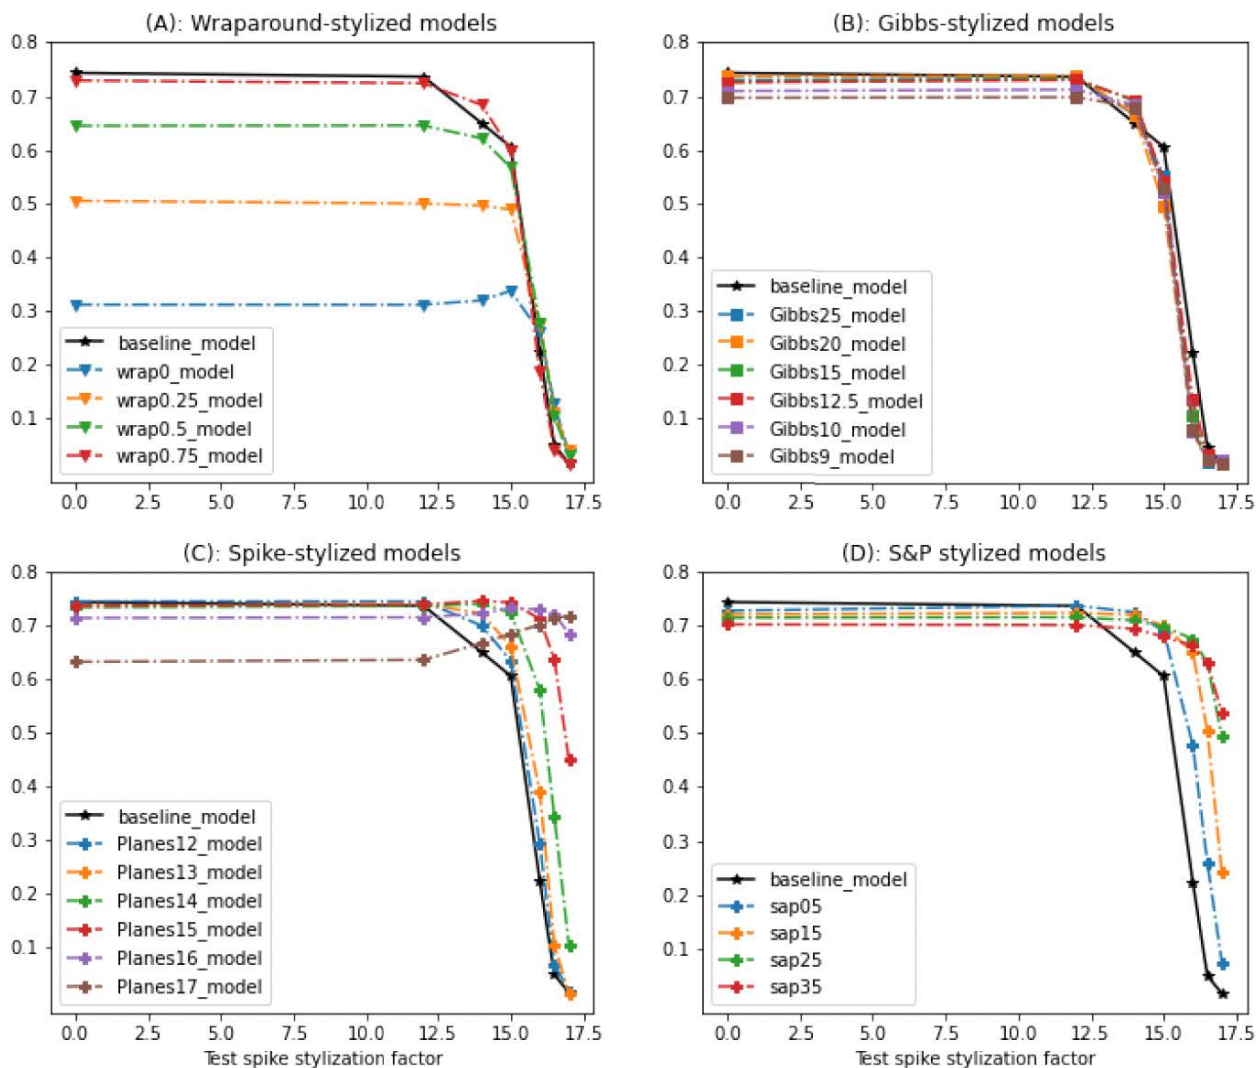 (A): Wraparound-stylized models
0.8
0.7
0.6
0.5
0.4
0.3
0.2
0.1
baseline_model
wrap0_model
wrap0.25_model
wrap0.5_model
wrap0.75_model
0.0 2.5 5.0 7.5 10.0 12.5 15.0 17.5
(B): Gibbs-stylized models
0.8
0.7
0.6
0.5
0.4
0.3
0.2
0.1
baseline_model
Gibbs25_model
Gibbs20_model
Gibbs15_model
Gibbs12.5_model
Gibbs10_model
Gibbs9_model
0.0 2.5 5.0 7.5 10.0 12.5 15.0 17.5
(C): Spike-stylized models
0.8
0.7
0.6
0.5
0.4
0.3
0.2
0.1
baseline_model
Planes12_model
Planes13_model
Planes14_model
Planes15_model
Planes16_model
Planes17_model
0.0 2.5 5.0 7.5 10.0 12.5 15.0 17.5
Test spike stylization factor
(D): S&P stylized models
0.8
0.7
0.6
0.5
0.4
0.3
0.2
0.1
baseline_model
sap05
sap15
sap25
sap35
0.0 2.5 5.0 7.5 10.0 12.5 15.0 17.5
Test spike stylization factor